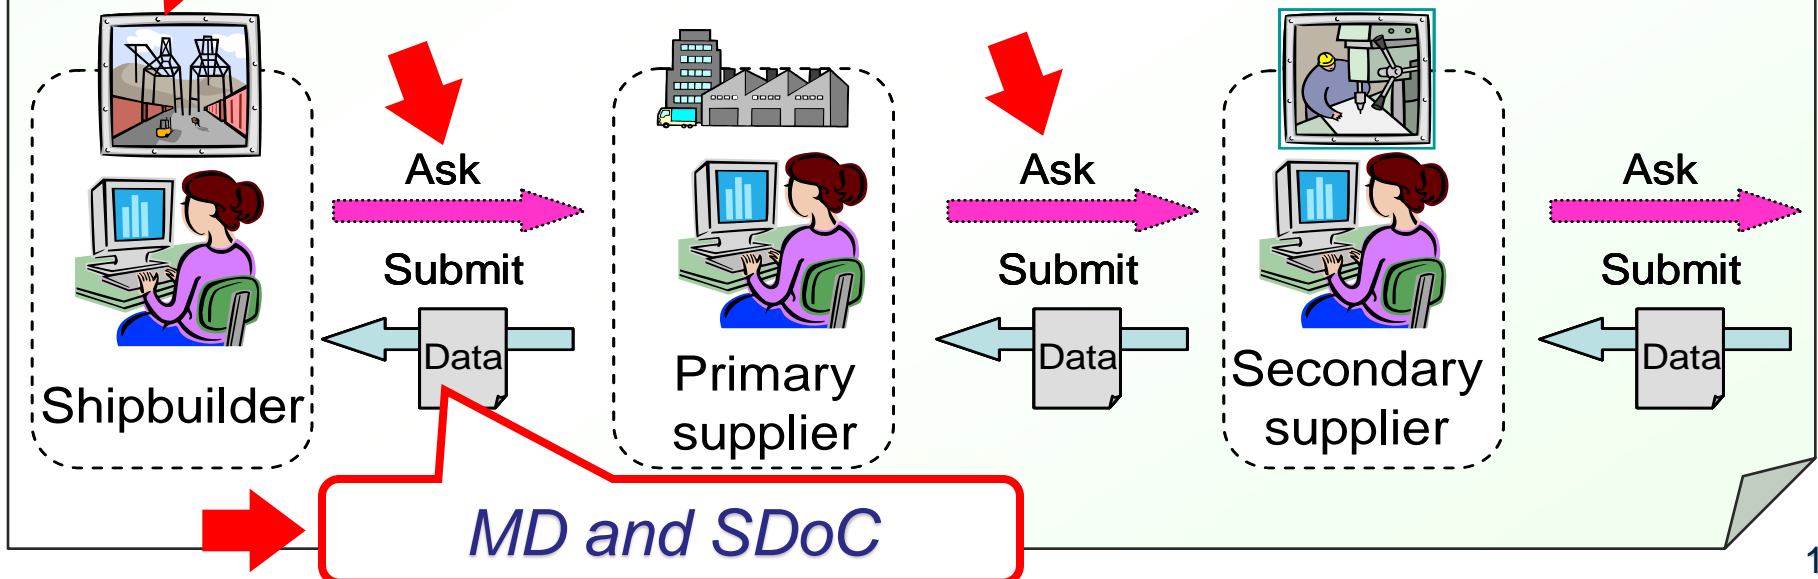 Ask
Ask
Ask
Submit
Submit
Submit
Data
Data
Data
Shipbuilder
Primary
supplier
Secondary
supplier
MD and SDoC
1